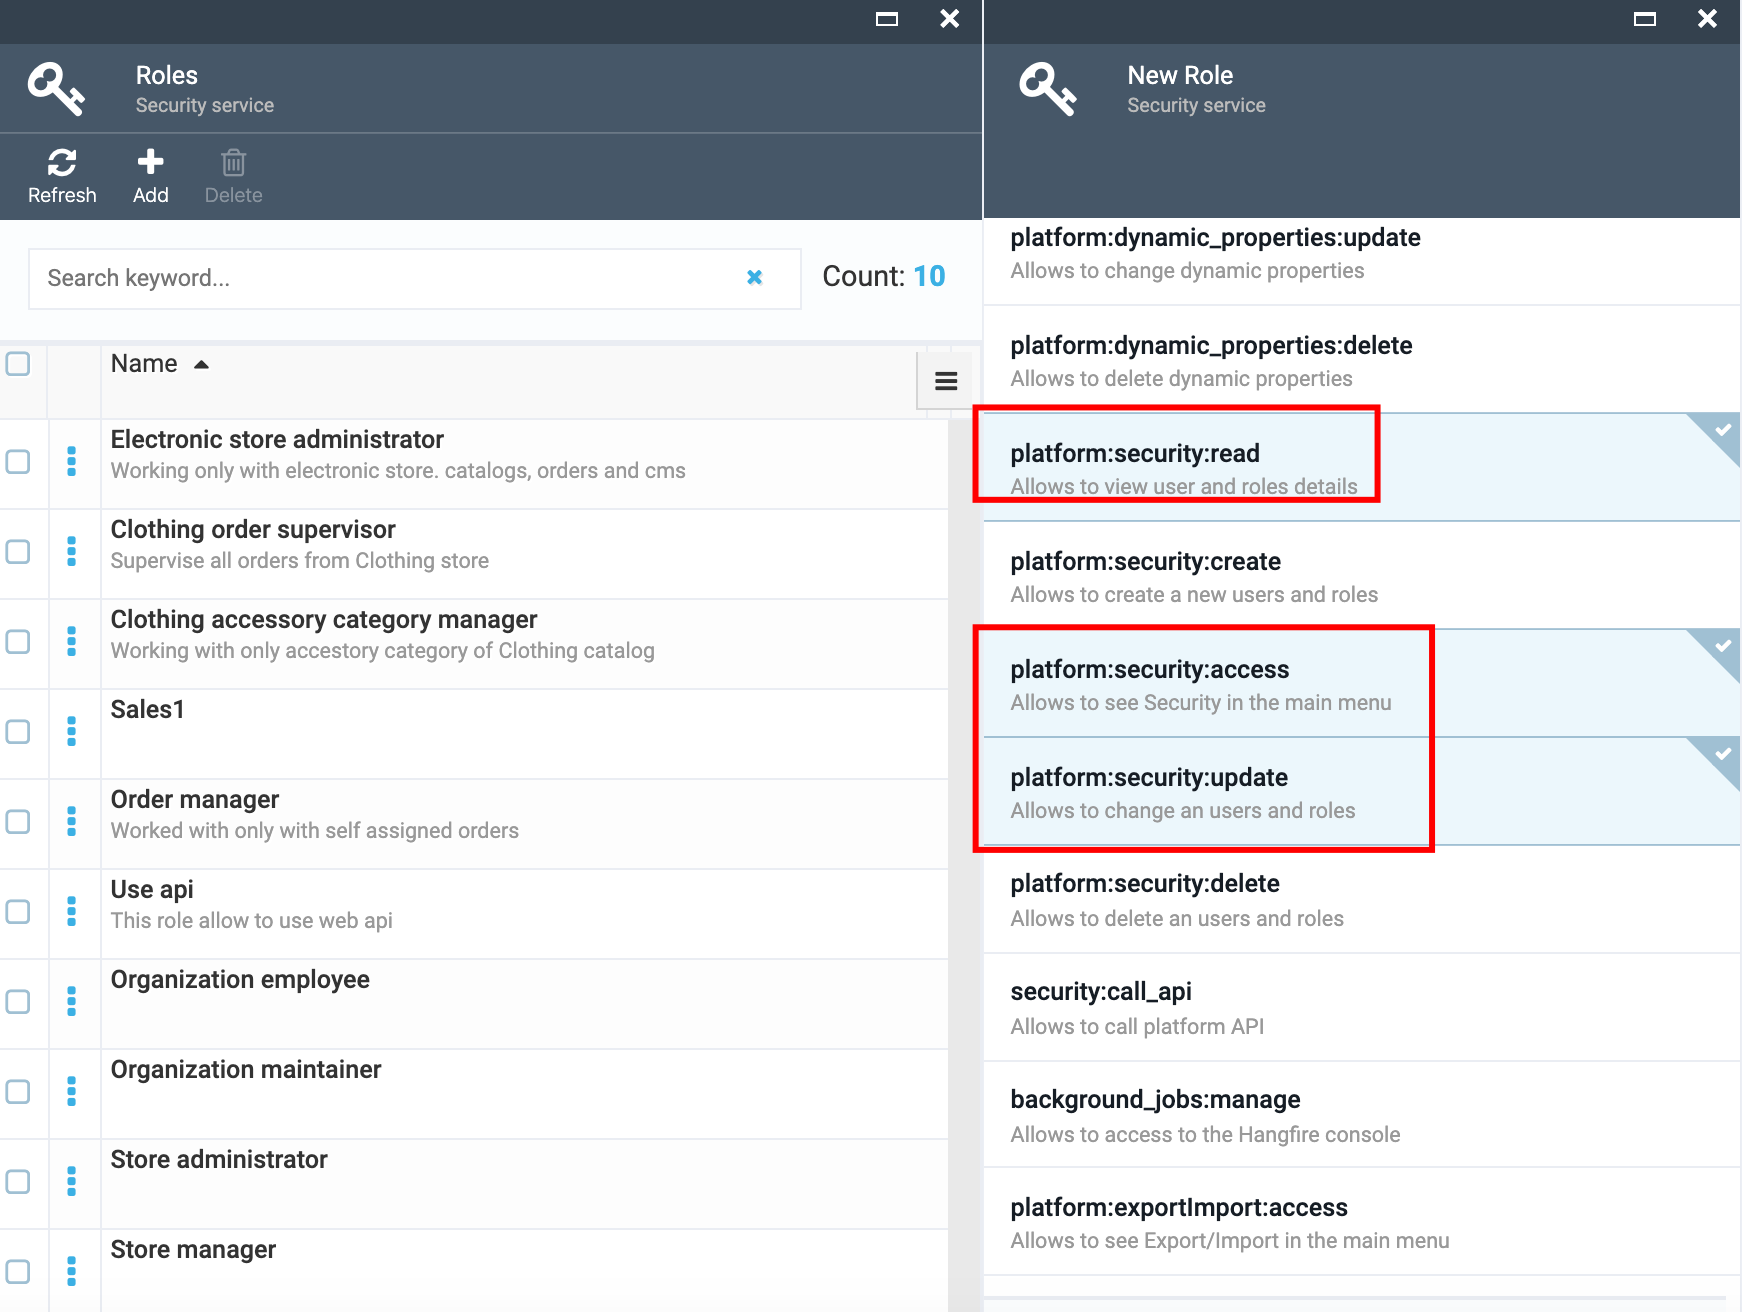 Roles
Security service
Refresh
Add
Delete
Search keyword...
Count: 10
Name
Electronic store administrator
Working only with electronic store. catalogs, orders and cms
Clothing order supervisor
Supervise all orders from Clothing store
Clothing accessory category manager
Working with only accestory category of Clothing catalog
Sales1
Order manager
Worked with only with self assigned orders
Use api
This role allow to use web api
Organization employee
Organization maintainer
Store administrator
Store manager
New Role
Security service
platform:dynamic_properties:update
Allows to change dynamic properties
platform:dynamic_properties:delete
Allows to delete dynamic properties
platform:security:read
Allows to view user and roles details
platform:security:create
Allows to create a new users and roles
platform:security:access
Allows to see Security in the main menu
platform:security:update
Allows to change an users and roles
platform:security:delete
Allows to delete an users and roles
security:call_api
Allows to call platform API
background_jobs:manage
Allows to access to the Hangfire console
platform:exportImport:access
Allows to see Export/Import in the main menu